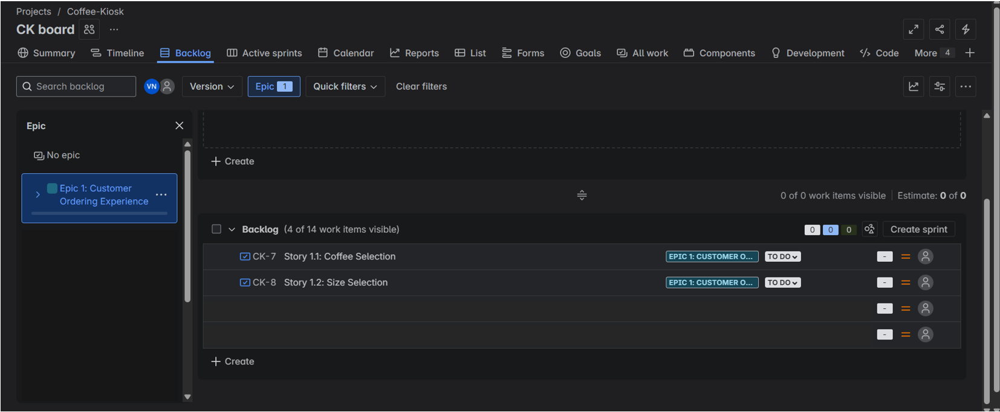 Projects / Coffee-Kiosk
CK board
Summary Timeline Backlog Active sprints Calendar Reports List Forms Goals All work Components Development Code More 4
Search backlog VN Version Epic 1 Quick filters Clear filters
Epic
No epic
Epic 1: Customer
Ordering Experience
Create
0 of 0 work items visible Estimate: 0 of 0
Backlog (4 of 14 work items visible) 0 0 0 Create sprint
CK-7 Story 1.1: Coffee Selection EPIC 1: CUSTOMER O... TO DO -
CK-8 Story 1.2: Size Selection EPIC 1: CUSTOMER O... TO DO -
-
-
Create